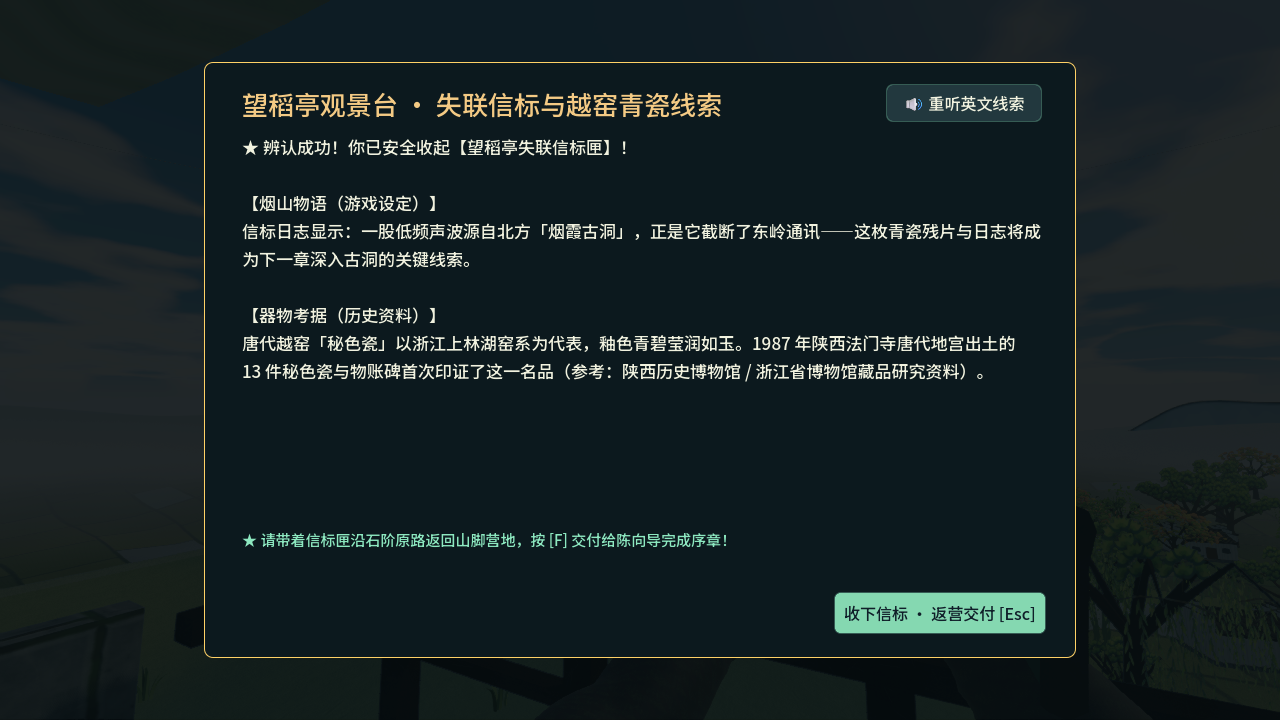 望稻亭观景台 · 失联信标与越窑青瓷线索
🔊 重听英文线索
★ 辨认成功！你已安全收起【望稻亭失联信标匣】！
【烟山物语（游戏设定）】
信标日志显示：一股低频声波源自北方「烟霞古洞」，正是它截断了东岭通讯——这枚青瓷残片与日志将成
为下一章深入古洞的关键线索。
【器物考据（历史资料）】
唐代越窑「秘色瓷」以浙江上林湖窑系为代表，釉色青碧莹润如玉。1987 年陕西法门寺唐代地宫出土的
13 件秘色瓷与物账碑首次印证了这一名品（参考：陕西历史博物馆 / 浙江省博物馆藏品研究资料）。
★ 请带着信标匣沿石阶原路返回山脚营地，按 [F] 交付给陈向导完成序章！
收下信标 · 返营交付 [Esc]